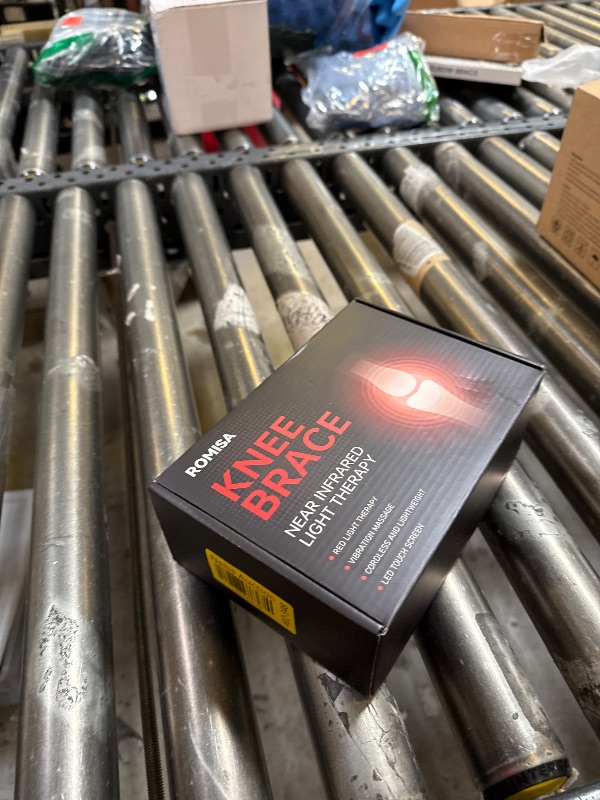 ROMISA
KNEE
BRACE
NEAR INFRARED
LIGHT THERAPY
• RED LIGHT THERAPY
• VIBRATION MASSAGE
• CORDLESS AND LIGHTWEIGHT
• LED TOUCH SCREEN